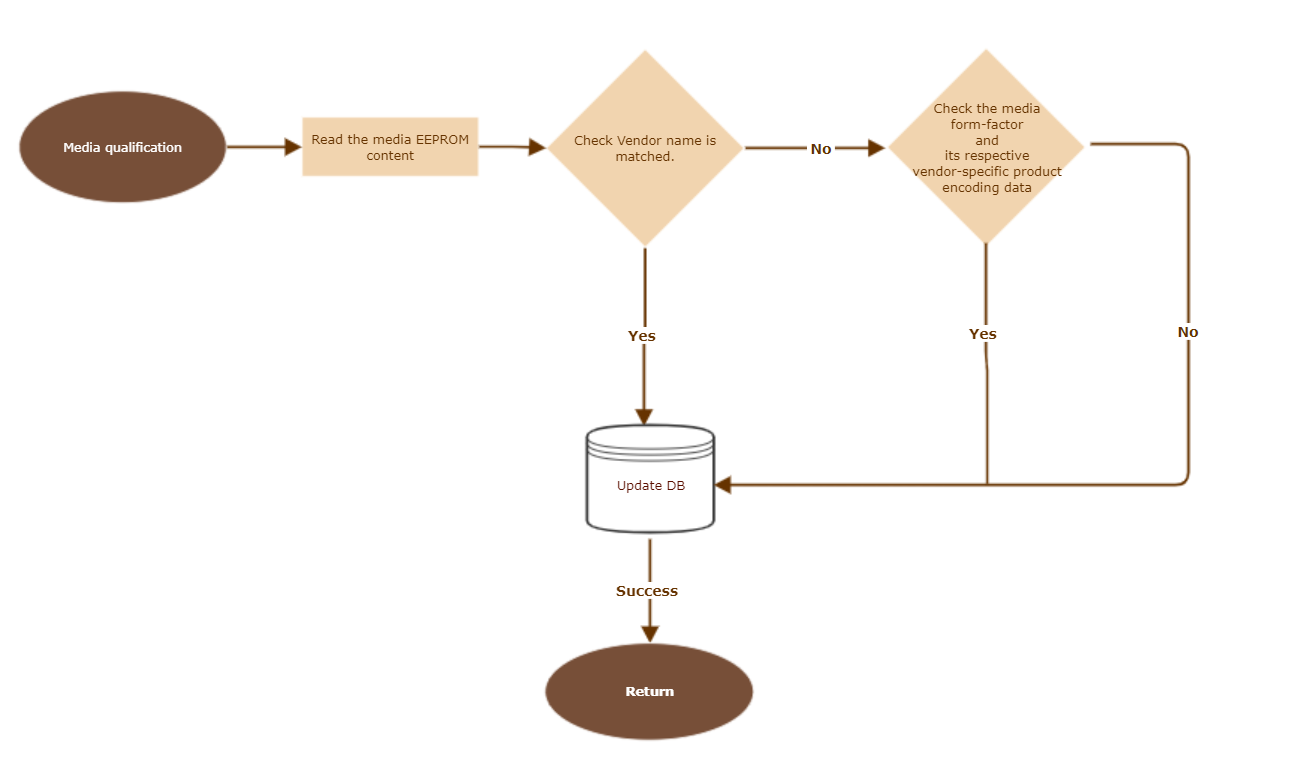 Media qualification
Read the media EEPROM
content
Check Vendor name is
matched.
No
Check the media
form-factor
and
its respective
vendor-specific product
encoding data
Yes
Yes
No
Update DB
Success
Return